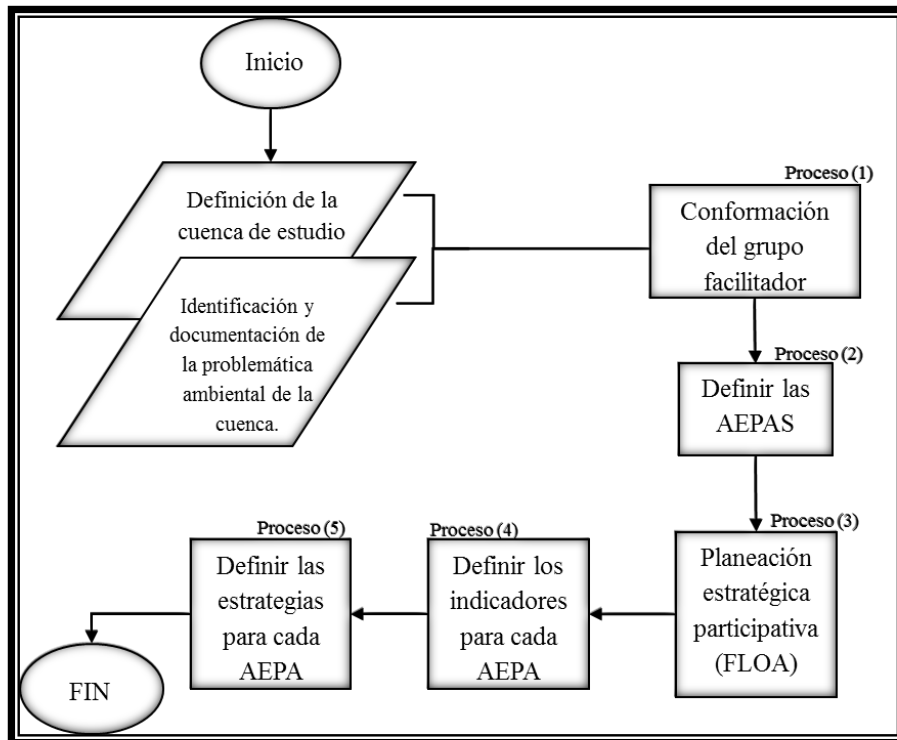 Inicio
Definición de la
cuenca de estudio
Identificación y
documentación de
la problemática
ambiental de la
cuenca.
Proceso (1)
Conformación
del grupo
facilitador
Proceso (2)
Definir las
AEPAS
Proceso (3)
Planeación
estratégica
participativa
(FLOA)
Proceso (4)
Definir los
indicadores
para cada
AEPA
Proceso (5)
Definir las
estrategias
para cada
AEPA
FIN